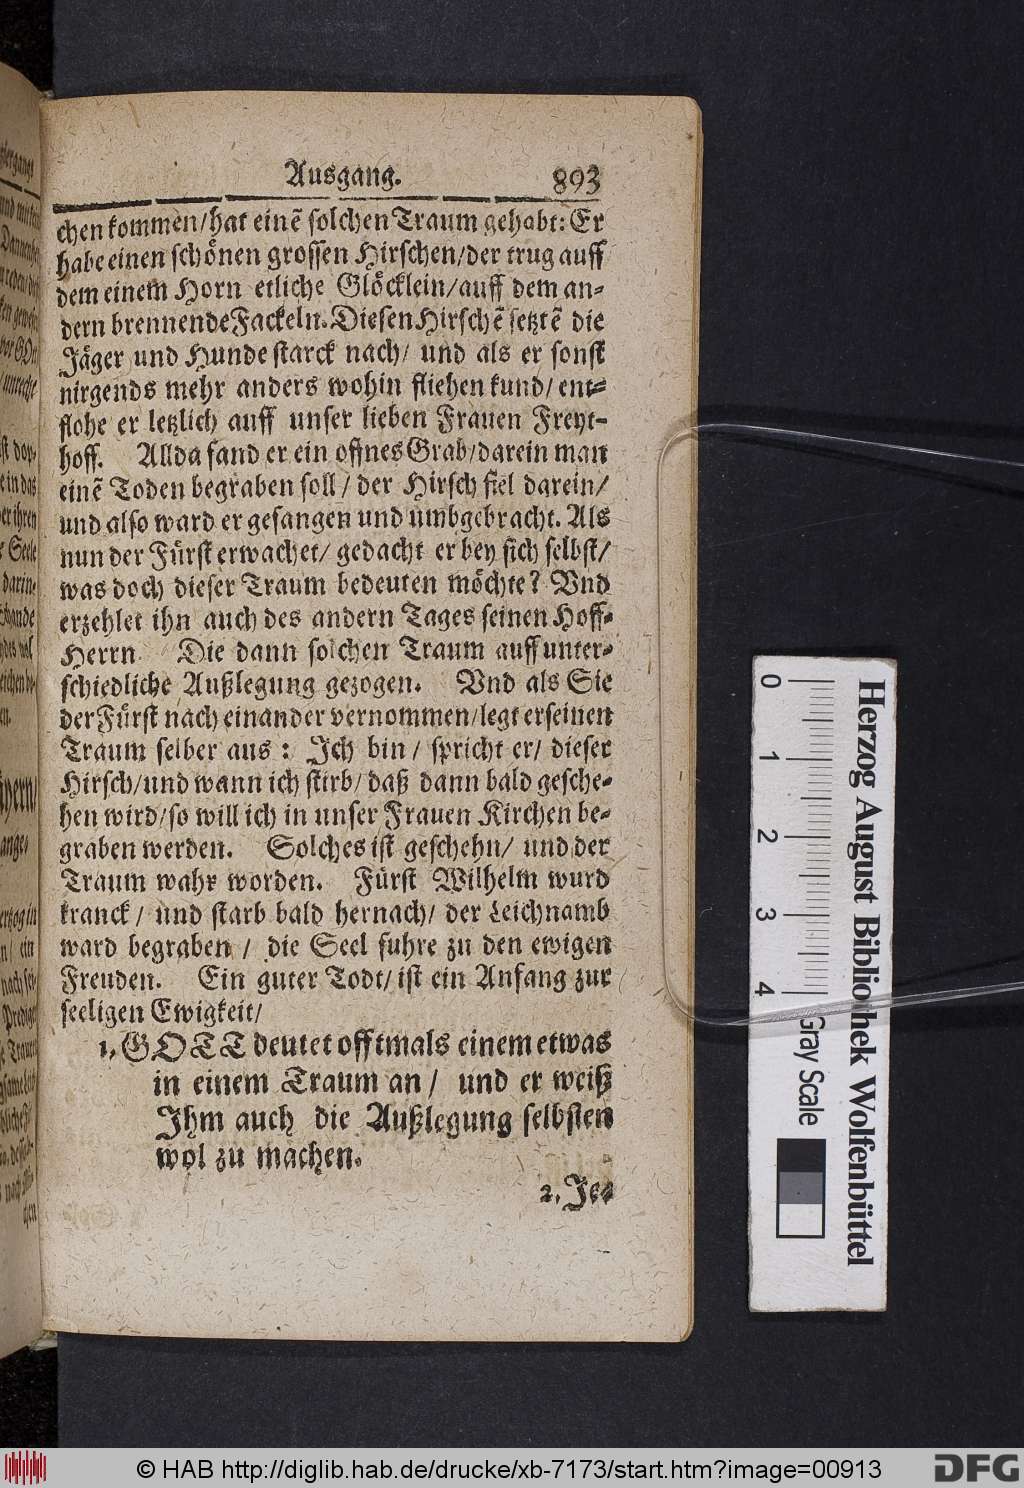 Ausgang. 893
chen kommen/hat einē solchen Traum gehabt: Er
habe einen schönen grossen Hirschen/der trug auff
dem einem Horn etliche Glöcklein/auff dem an-
dern brennende Fackeln. Diesen Hirschē setztē die
Jäger und Hunde starck nach/ und als er sonst
nirgends mehr anders wohin fliehen kund/ ent-
flohe er letzlich auff unser lieben Frauen Freyt-
hoff. Allda fand er ein offnes Grab/darein man
einē Toden begraben soll/ der Hirsch fiel darein/
und also ward er gefangen und umbgebracht. Als
nun der Fürst erwachet/ gedacht er bey sich selbst/
was doch dieser Traum bedeuten möchte? Vnd
erzehlet ihn auch des andern Tages seinen Hoff-
Herrn Die dann solchen Traum auff unter-
schiedliche Außlegung gezogen. Vnd als Sie
der Fürst nach einander vernommen/legt er seinen
Traum selber aus: Ich bin/ spricht er/ dieser
Hirsch/und wann ich stirb/ daß dann bald gesche-
hen wird/so will ich in unser Frauen Kirchen be-
graben werden. Solches ist geschehn/ und der
Traum wahr worden. Fürst Wilhelm wurd
kranck/ und starb bald hernach/ der Leichnamb
ward begraben/ die Seel fuhre zu den ewigen
Freuden. Ein guter Todt/ ist ein Anfang zur
seeligen Ewigkeit/
1. GOTT deutet offtmals einem etwas
in einem Traum an/ und er weiß
Ihm auch die Außlegung selbsten
wol zu machen.
2. Je-
0 1 2 3 4
Herzog August Bibliothek Wolfenbüttel
Gray Scale
© HAB http://diglib.hab.de/drucke/xb-7173/start.htm?image=00913
DFG